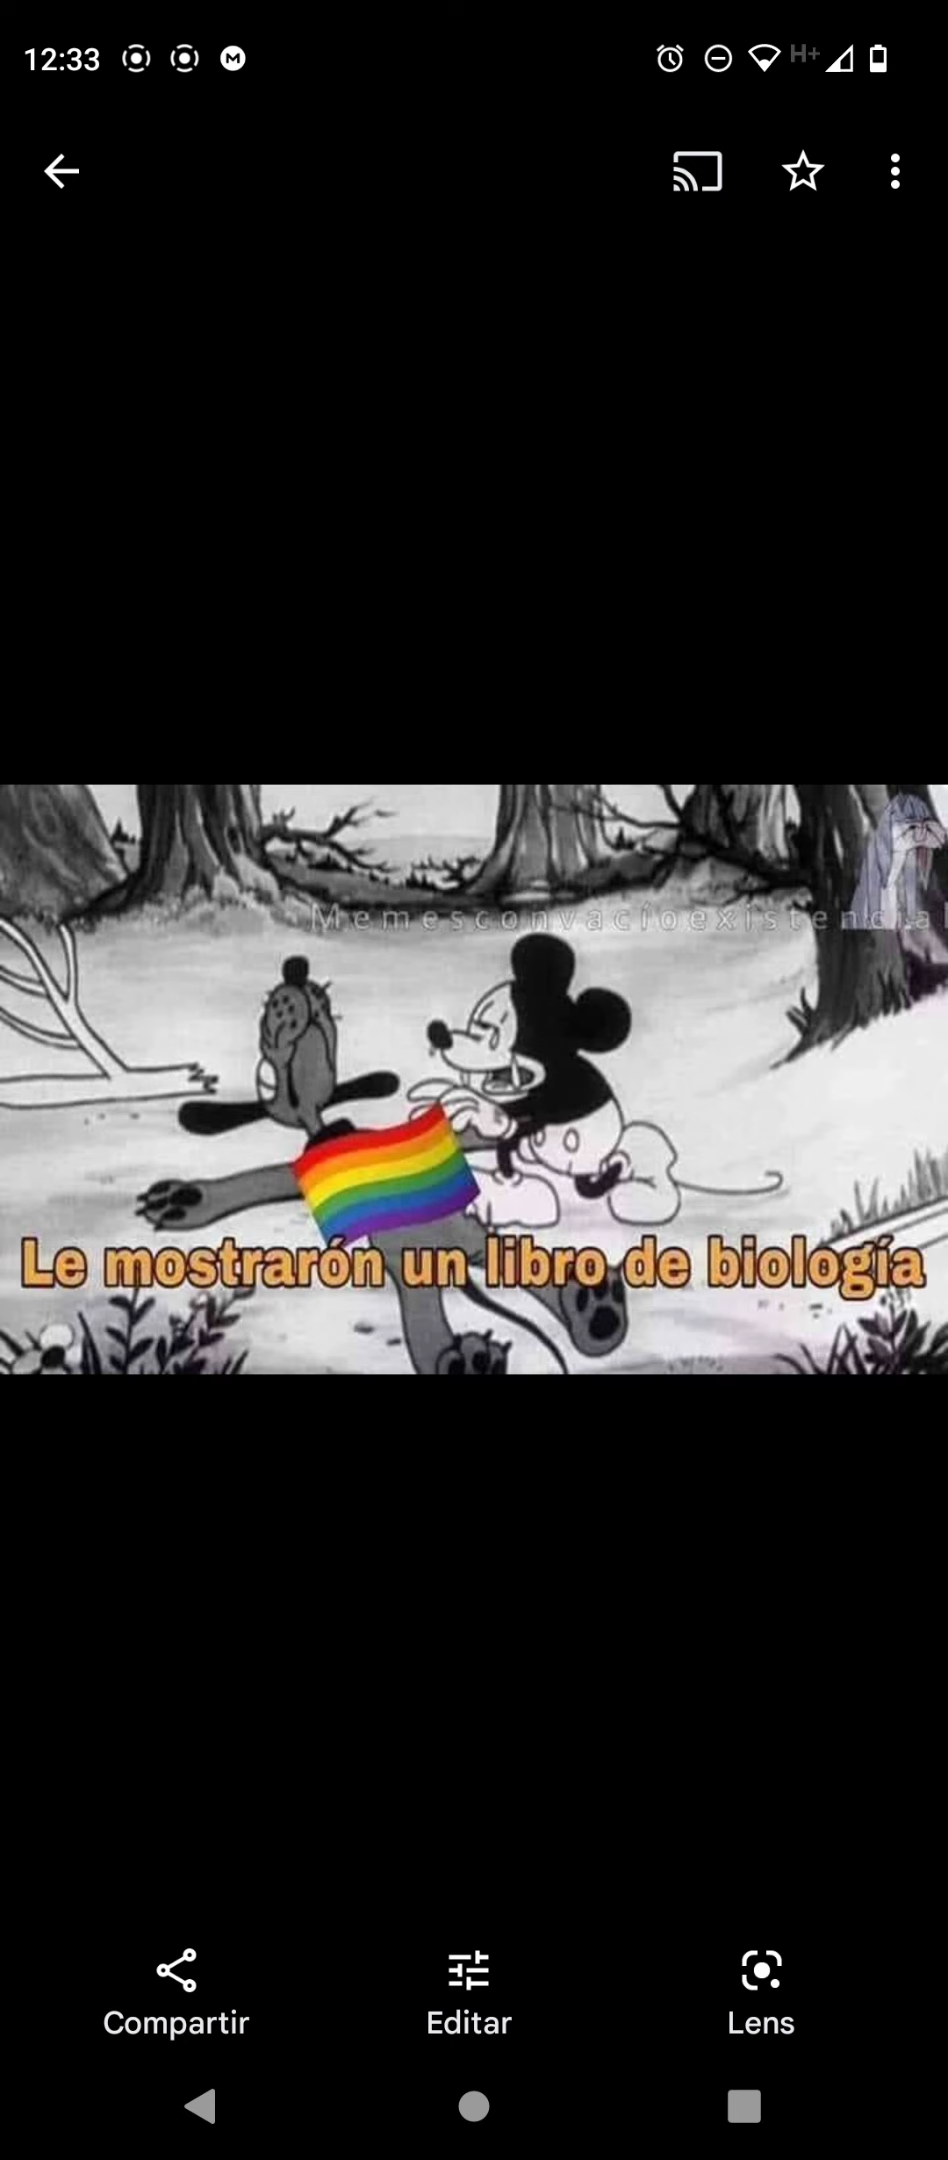 12:33
H+
Memesconvacíoexistencial
Le mostrarón un libro de biología
Compartir
Editar
Lens